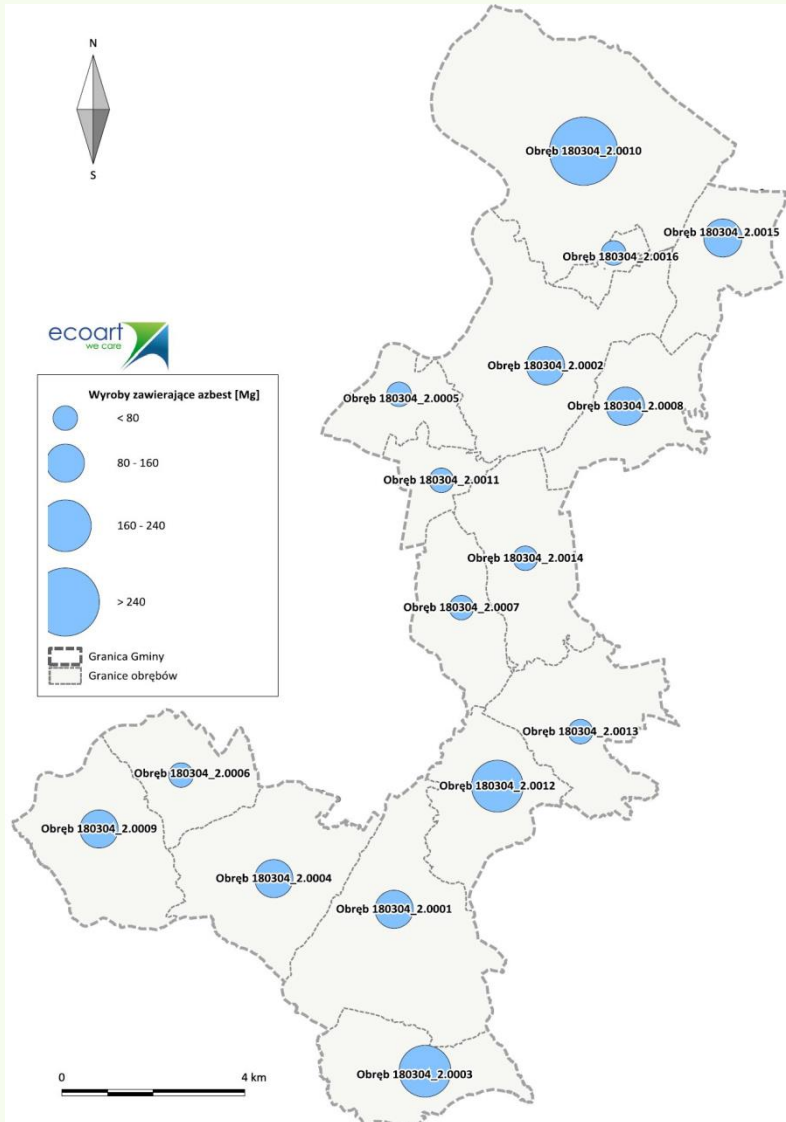 N
S
Obręb 180304_2.0010
Obręb 180304_2.0015
Obręb 180304_2.0016
ecoart
we care
Obręb 180304_2.0002
Wyroby zawierające azbest [Mg]
< 80
80 - 160
160 - 240
> 240
Granica Gminy
Granice obrębów
Obręb 180304_2.0005
Obręb 180304_2.0008
Obręb 180304_2.0011
Obręb 180304_2.0014
Obręb 180304_2.0007
Obręb 180304_2.0013
Obręb 180304_2.0006
Obręb 180304_2.0012
Obręb 180304_2.0009
Obręb 180304_2.0004
Obręb 180304_2.0001
Obręb 180304_2.0003
0 4 km